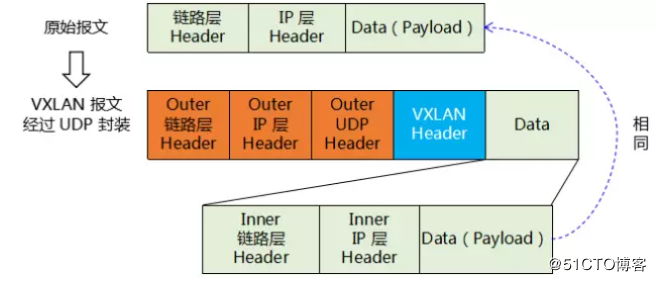 原始报文
链路层
Header
IP 层
Header
Data ( Payload )
VXLAN 报文
经过 UDP 封装
Outer
链路层
Header
Outer
IP 层
Header
Outer
UDP
Header
VXLAN
Header
Data
相
同
Inner
链路层
Header
Inner
IP 层
Header
Data ( Payload )
@51CTO博客